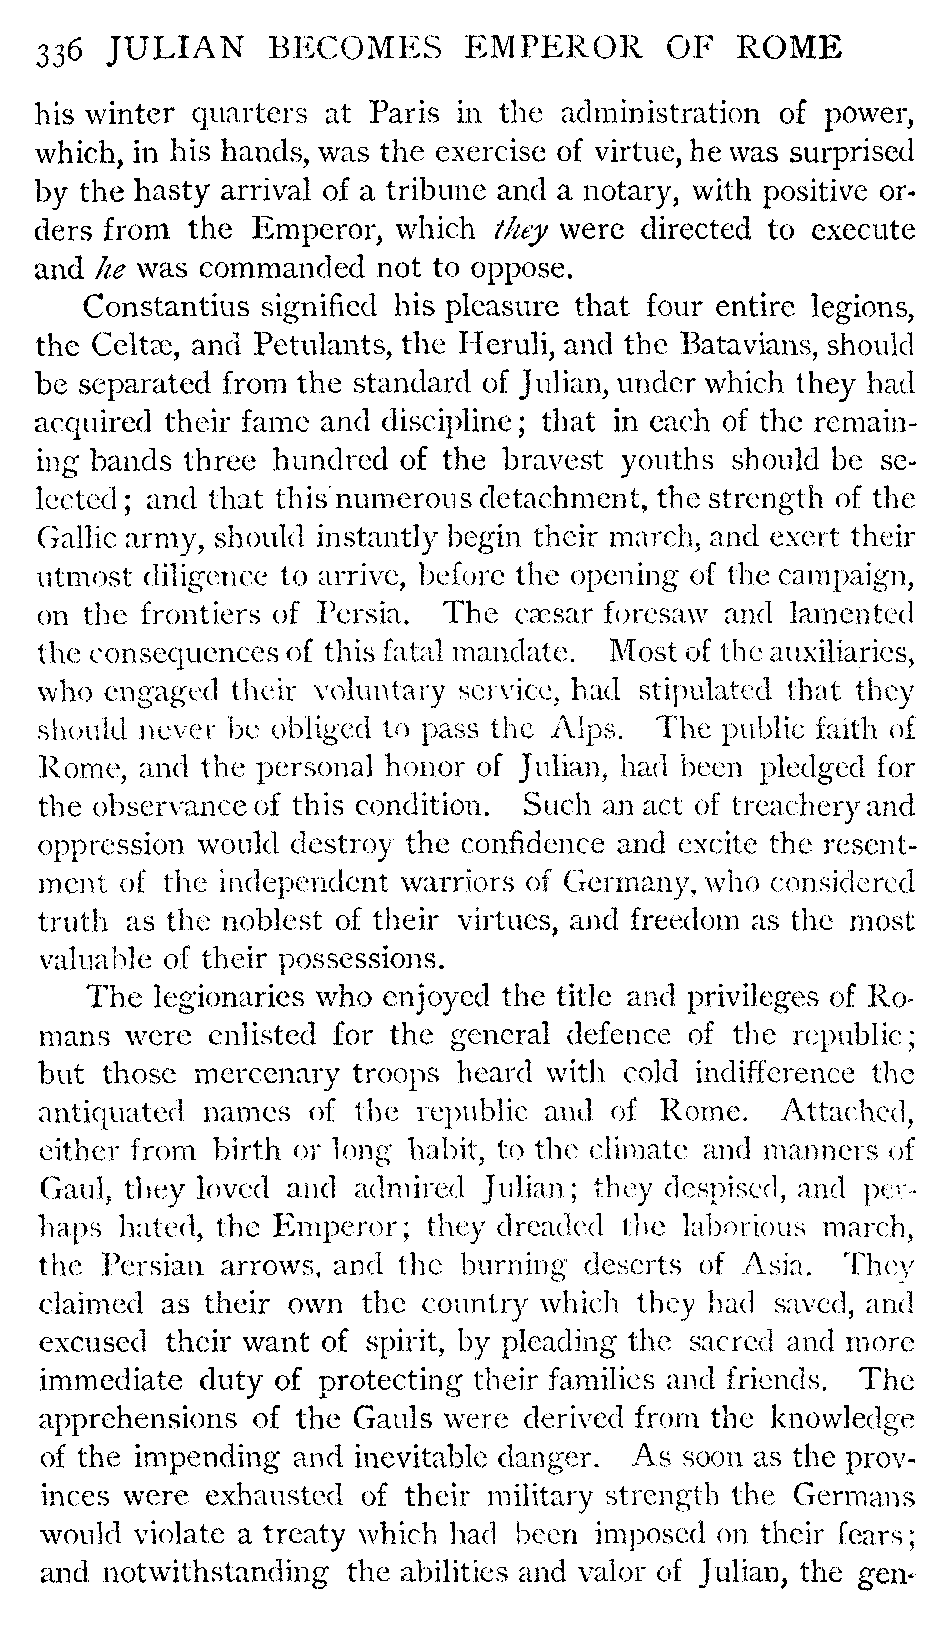 336 JULIAN BECOMES EMPEROR OF ROME
his winter quarters at Paris in the administration of power,
which, in his hands, was the exercise of virtue, he was surprised
by the hasty arrival of a tribune and a notary, with positive or-
ders from the Emperor, which they were directed to execute
and he was commanded not to oppose.
Constantius signified his pleasure that four entire legions,
the Celtæ, and Petulants, the Heruli, and the Batavians, should
be separated from the standard of Julian, under which they had
acquired their fame and discipline; that in each of the remain-
ing bands three hundred of the bravest youths should be se-
lected; and that this numerous detachment, the strength of the
Gallic army, should instantly begin their march, and exert their
utmost diligence to arrive, before the opening of the campaign,
on the frontiers of Persia. The cæsar foresaw and lamented
the consequences of this fatal mandate. Most of the auxiliaries,
who engaged their voluntary service, had stipulated that they
should never be obliged to pass the Alps. The public faith of
Rome, and the personal honor of Julian, had been pledged for
the observance of this condition. Such an act of treachery and
oppression would destroy the confidence and excite the resent-
ment of the independent warriors of Germany, who considered
truth as the noblest of their virtues, and freedom as the most
valuable of their possessions.
The legionaries who enjoyed the title and privileges of Ro-
mans were enlisted for the general defence of the republic;
but those mercenary troops heard with cold indifference the
antiquated names of the republic and of Rome. Attached,
either from birth or long habit, to the climate and manners of
Gaul, they loved and admired Julian; they despised, and per-
haps hated, the Emperor; they dreaded the laborious march,
the Persian arrows, and the burning deserts of Asia. They
claimed as their own the country which they had saved, and
excused their want of spirit, by pleading the sacred and more
immediate duty of protecting their families and friends. The
apprehensions of the Gauls were derived from the knowledge
of the impending and inevitable danger. As soon as the prov-
inces were exhausted of their military strength the Germans
would violate a treaty which had been imposed on their fears;
and notwithstanding the abilities and valor of Julian, the gen-